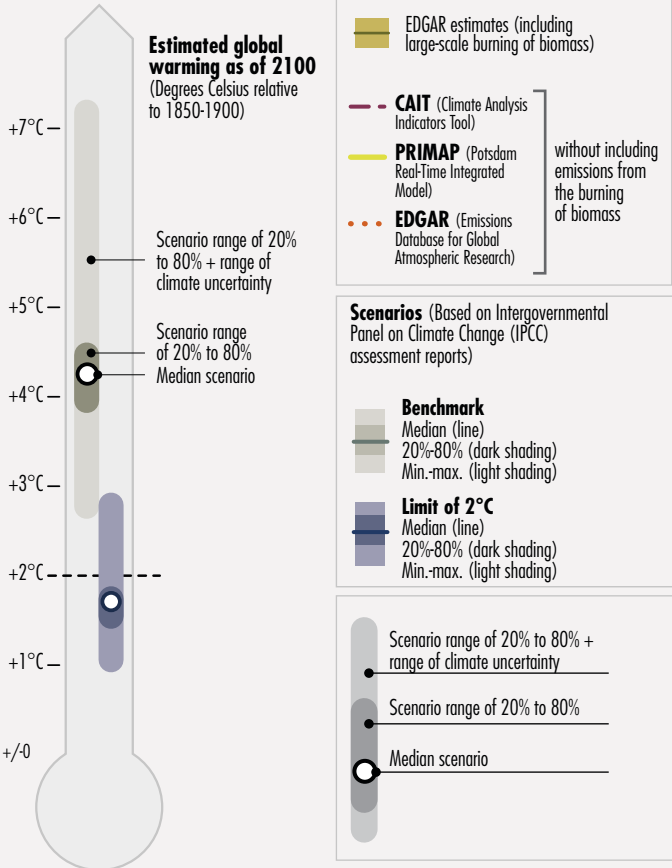 Estimated global
warming as of 2100
(Degrees Celsius relative
to 1850-1900)
+7°C
+6°C
Scenario range of 20%
to 80% + range of
climate uncertainty
+5°C
Scenario range
of 20% to 80%
Median scenario
+4°C
+3°C
+2°C
+1°C
+/-0
EDGAR estimates (including
large-scale burning of biomass)
CAIT (Climate Analysis
Indicators Tool)
PRIMAP (Potsdam
Real-Time Integrated
Model)
EDGAR (Emissions
Database for Global
Atmospheric Research)
without including
emissions from
the burning
of biomass
Scenarios (Based on Intergovernmental
Panel on Climate Change (IPCC)
assessment reports)
Benchmark
Median (line)
20%-80% (dark shading)
Min.-max. (light shading)
Limit of 2°C
Median (line)
20%-80% (dark shading)
Min.-max. (light shading)
Scenario range of 20% to 80% +
range of climate uncertainty
Scenario range of 20% to 80%
Median scenario